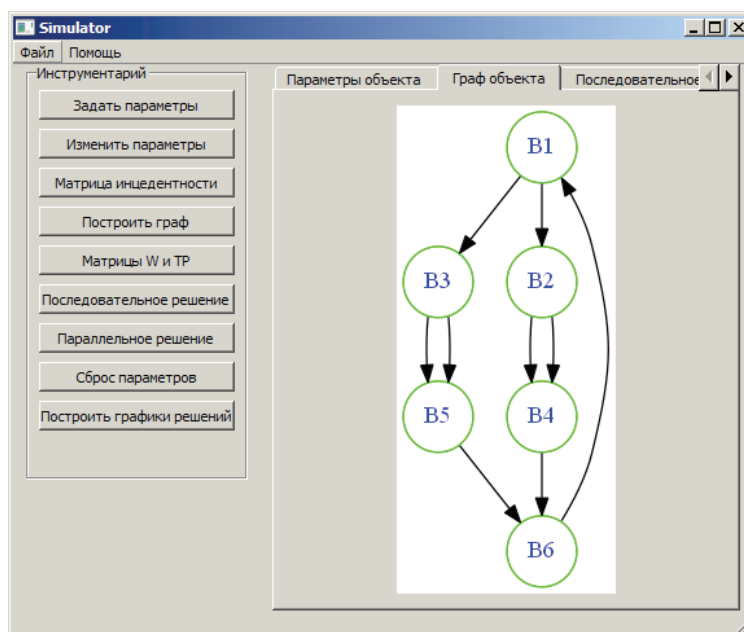 Simulator
Файл Помощь
Инструментарий
Задать параметры
Изменить параметры
Матрица инцедентности
Построить граф
Матрицы W и TP
Последовательное решение
Параллельное решение
Сброс параметров
Построить графики решений
Параметры объекта Граф объекта Последовательное
B1
B3 B2
B5 B4
B6